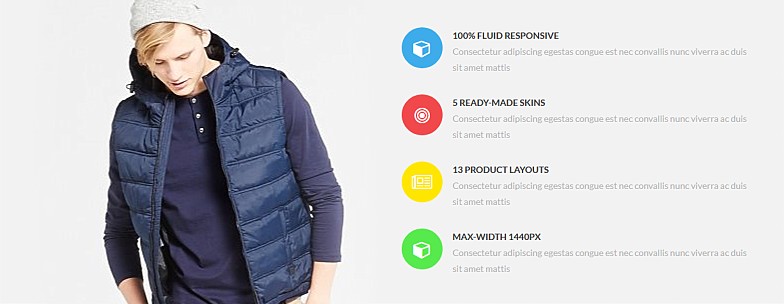 100% FLUID RESPONSIVE
Consectetur adipiscing egestas congue est nec convallis nunc viverra ac duis
sit amet mattis
5 READY-MADE SKINS
Consectetur adipiscing egestas congue est nec convallis nunc viverra ac duis
sit amet mattis
13 PRODUCT LAYOUTS
Consectetur adipiscing egestas congue est nec convallis nunc viverra ac duis
sit amet mattis
MAX-WIDTH 1440PX
Consectetur adipiscing egestas congue est nec convallis nunc viverra ac duis
sit amet mattis